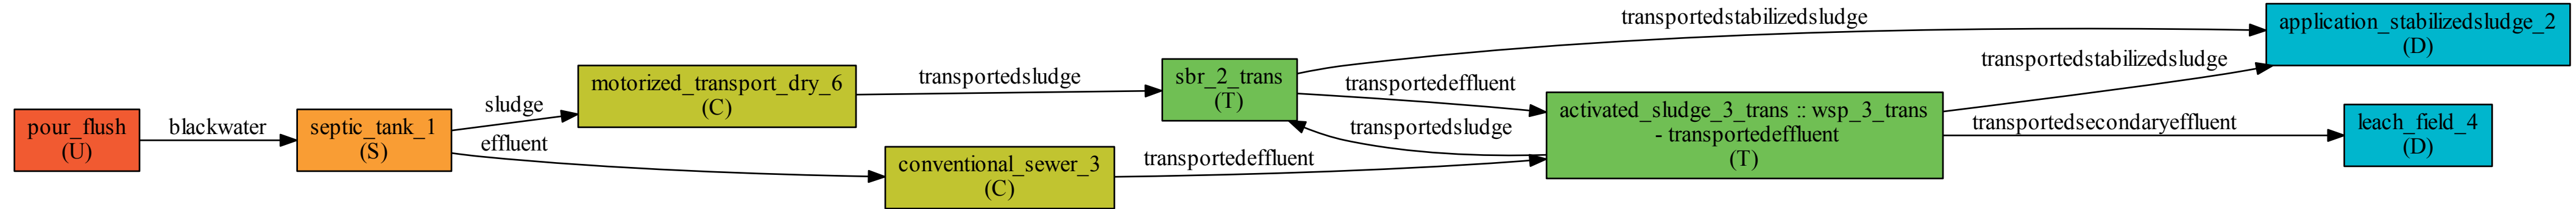 pour_flush
(U)
blackwater
septic_tank_1
(S)
sludge
effluent
motorized_transport_dry_6
(C)
conventional_sewer_3
(C)
transportedsludge
transportedeffluent
sbr_2_trans
(T)
transportedstabilizedsludge
transportedeffluent
transportedsludge
activated_sludge_3_trans :: wsp_3_trans
- transportedeffluent
(T)
transportedstabilizedsludge
transportedsecondaryeffluent
application_stabilizedsludge_2
(D)
leach_field_4
(D)